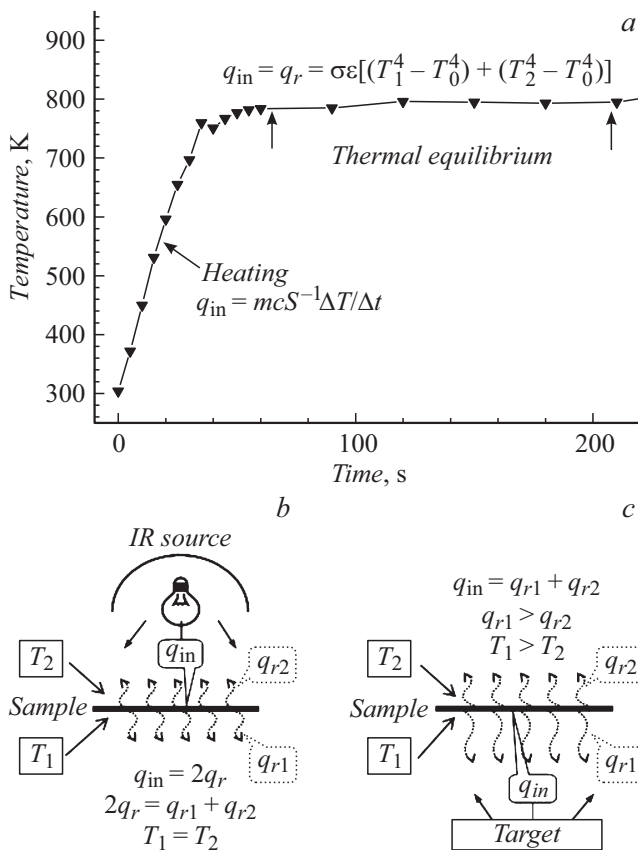 a
900
q_in = q_r = σε[(T_1^4 – T_0^4) + (T_2^4 – T_0^4)]
800
Thermal equilibrium
700
600
Heating
q_in = mcS^–1ΔT/Δt
500
400
300
Temperature, K
0 100 200
Time, s
b
IR source
q_in
T_2
q_r2
Sample
T_1
q_r1
q_in = 2q_r
2q_r = q_r1 + q_r2
T_1 = T_2
c
q_in = q_r1 + q_r2
q_r1 > q_r2
T_1 > T_2
T_2
q_r2
Sample
T_1
q_r1
q_in
Target